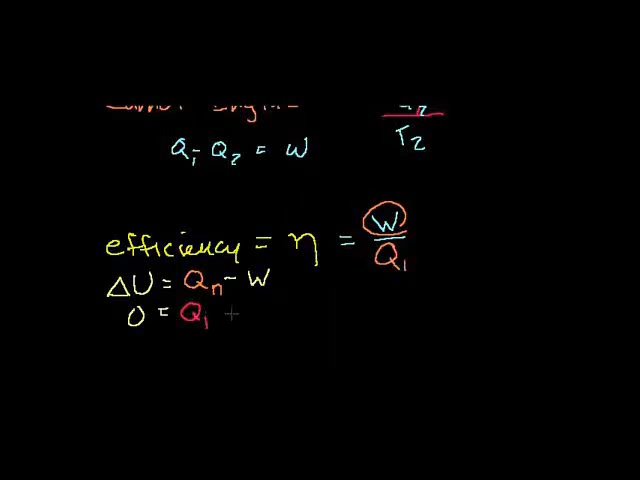 T₂
Q₁ - Q₂ = W
efficiency = η = W / Q₁
ΔU = Qₙ - W
0 = Q₁